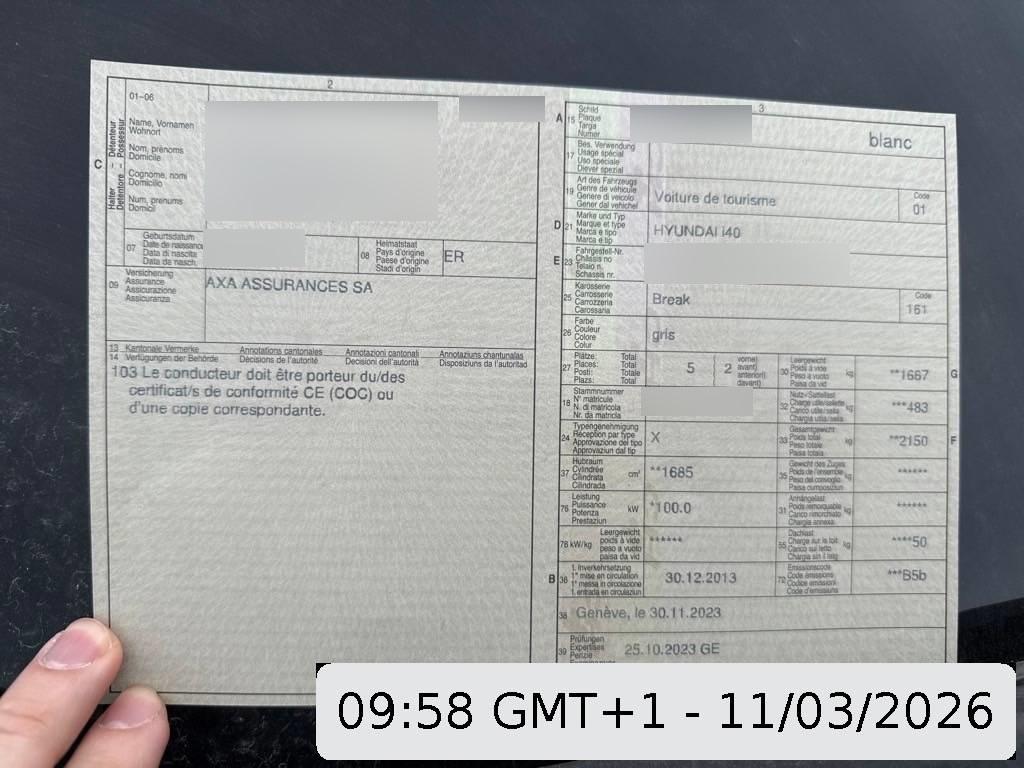 2
01-06
Name, Vornamen
Wohnort
Nom, prénoms
Domicile
Cognome, nomi
Domicilio
Num, prenums
Domicil
C
Halter - Détenteur
Detentore - Possessur
07
Geburtsdatum
Date de naissance
Data di nascita
Data da nasch.
08
Heimatstaat
Pays d'origine
Paese d'origine
Stadi d'origin
ER
09
Versicherung
Assurance
Assicurazione
Assicuranza
AXA ASSURANCES SA
13 Kantonale Vermerke Annotations cantonales Annotazioni cantonali Annotaziuns chantunalas
14 Verfügungen der Behörde Décisions de l'autorité Decisioni dell'autorità Disposiziuns da l'autoritad
103 Le conducteur doit être porteur du/des
certificat/s de conformité CE (COC) ou
d'une copie correspondante.
3
A
15
Schild
Plaque
Targa
Numer
blanc
17
Bes. Verwendung
Usage spécial
Uso speciale
Diever spezial
19
Art des Fahrzeugs
Genre de véhicule
Genere di veicolo
Gener dal vehichel
Voiture de tourisme
Code
01
D 21
Marke und Typ
Marque et type
Marca e tipo
Marca e tip
HYUNDAI i40
E 23
Fahrgestell-Nr.
Châssis no
Telaio n.
Schassis nr.
25
Karosserie
Carrosserie
Carrozzeria
Carossaria
Break
Code
161
26
Farbe
Couleur
Colore
Colur
gris
27
Plätze: Total
Places: Total
Posti: Totale
Plazs: Total
5
2
vorne)
avant)
anteriori)
davant)
30
Leergewicht
Poids à vide
Peso a vuoto
Paisa da vid
kg
**1667
G
18
Stammnummer
N° matricule
N. di matricola
Nr. da matricla
32
Nutz-/Sattellast
Charge utile/sellette
Carico utile/sella
Chargia utila/sella
kg
***483
24
Typengenehmigung
Réception par type
Approvazione del tipo
Approvaziun dal tip
X
33
Gesamtgewicht
Poids total
Peso totale
Paisa totala
kg
**2150
F
37
Hubraum
Cylindrée
Cilindrata
Cilindrada
cm³
**1685
35
Gewicht des Zuges
Poids de l'ensemble
Peso del convoglio
Paisa cumposiziun
kg
******
76
Leistung
Puissance
Potenza
Prestaziun
kW
*100.0
31
Anhängelast
Poids remorquable
Carico rimorchiato
Chargia annexa
kg
******
78 kW/kg
Leergewicht
poids à vide
peso a vuoto
paisa da vid
******
55
Dachlast
Charge sur le toit
Carico sul tetto
Chargia sin il tetg
kg
****50
B 36
1. Inverkehrsetzung
1re mise en circulation
1a messa in circolazione
1. entrada en circulaziun
30.12.2013
72
Emissionscode
Code émissions
Codice emissioni
Code d'emissiuns
***B5b
38
Genève, le 30.11.2023
39
Prüfungen
Expertises
Perizie
25.10.2023 GE
09:58 GMT+1 - 11/03/2026